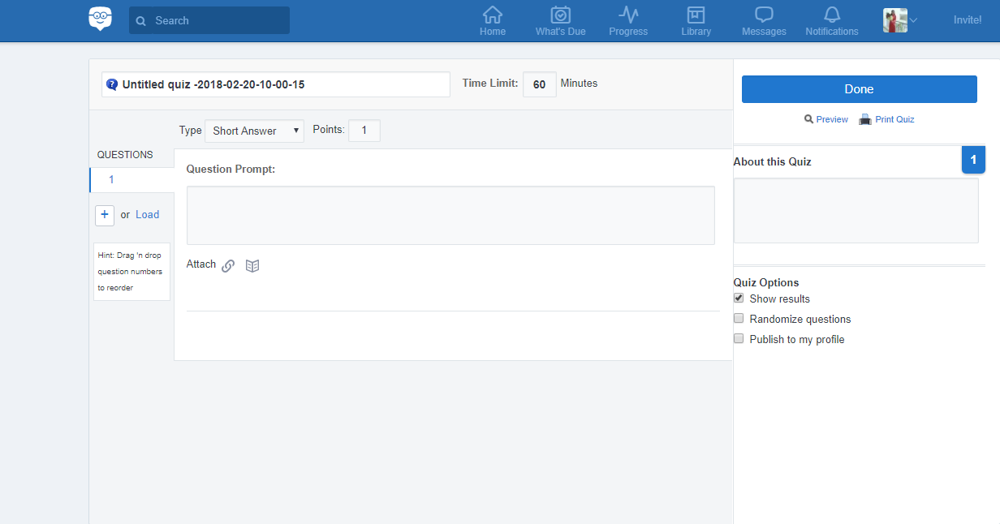 Search
Home
What's Due
Progress
Library
Messages
Notifications
Invite!
? Untitled quiz -2018-02-20-10-00-15
Time Limit: 60 Minutes
Done
Preview
Print Quiz
Type Short Answer Points: 1
QUESTIONS
1
+ or Load
Hint: Drag 'n drop
question numbers
to reorder
Question Prompt:
Attach
About this Quiz
1
Quiz Options
Show results
Randomize questions
Publish to my profile